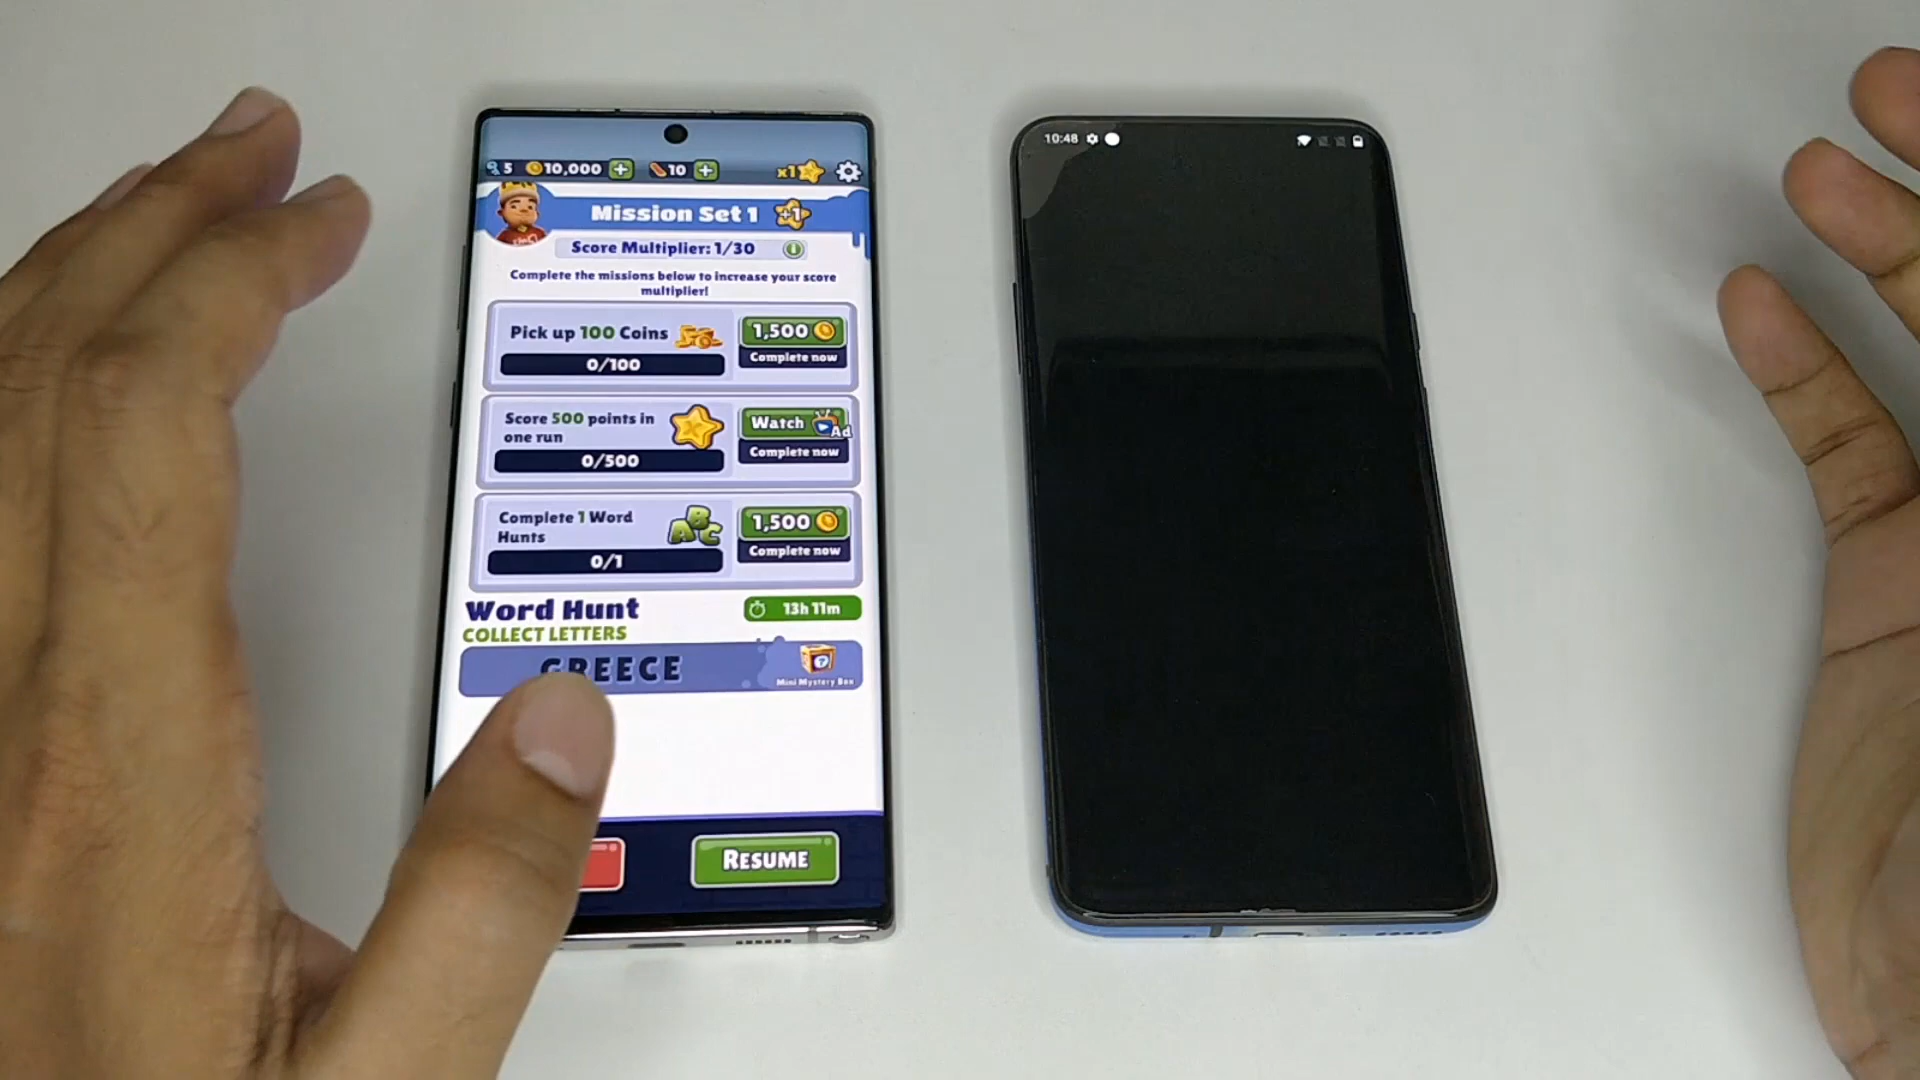 5 10,000 10 x1
Mission Set 1 +1
Score Multiplier: 1/30
Complete the missions below to increase your score
multiplier!
Pick up 100 Coins
0/100
1,500
Complete now
Score 500 points in
one run
0/500
Watch Ad
Complete now
Complete 1 Word
Hunts
0/1
ABC
1,500
Complete now
Word Hunt
13h 11m
COLLECT LETTERS
GREECE
Mini Mystery Box
RESUME
10:48